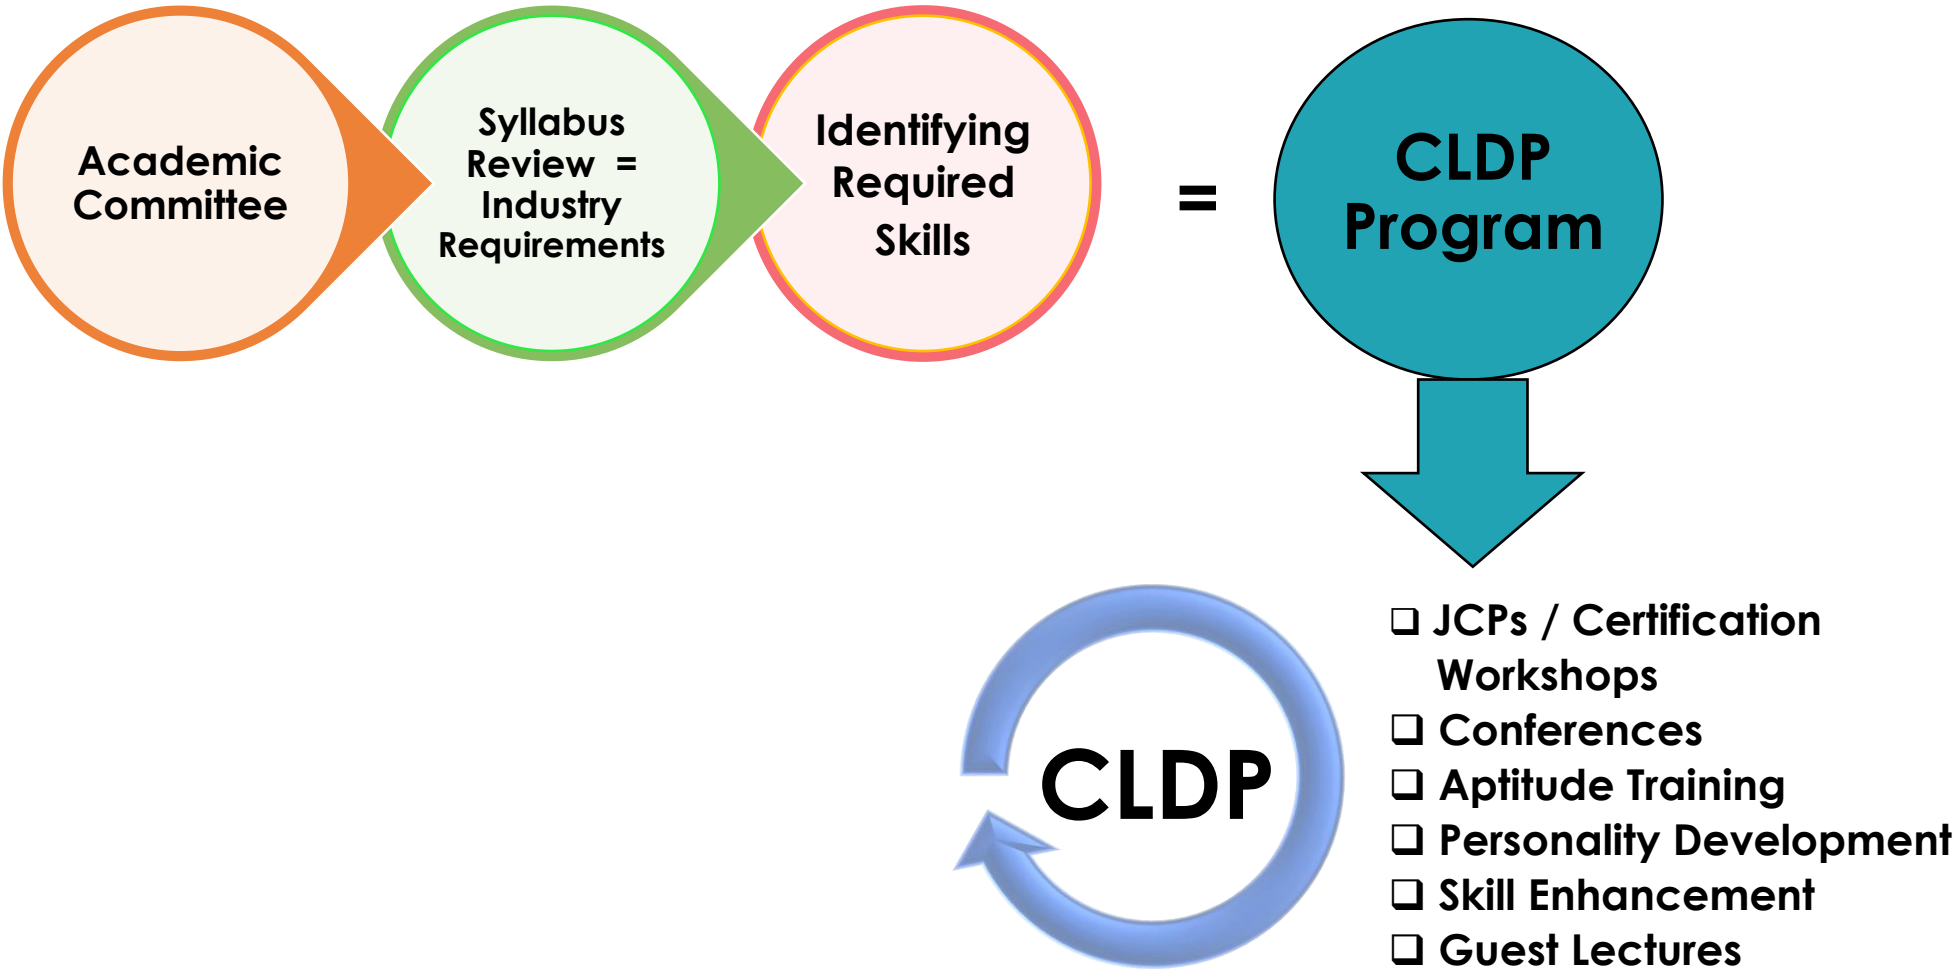 Academic
Committee
Syllabus
Review =
Industry
Requirements
Identifying
Required
Skills
=
CLDP
Program
CLDP
❑ JCPs / Certification
Workshops
❑ Conferences
❑ Aptitude Training
❑ Personality Development
❑ Skill Enhancement
❑ Guest Lectures